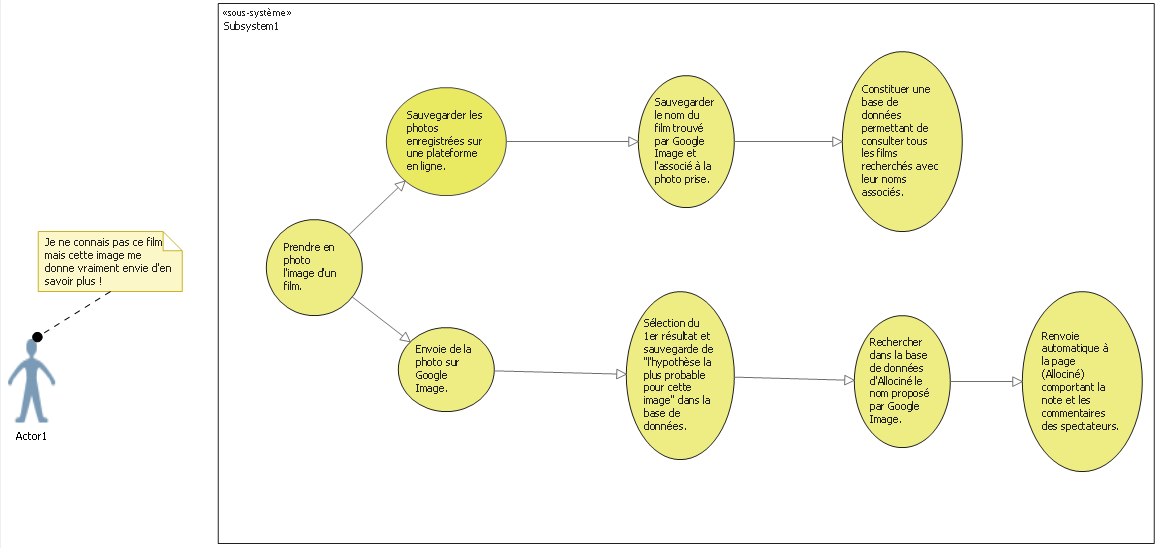 «sous-système»
Subsystem1
Sauvegarder les
photos
enregistrées sur
une plateforme
en ligne.
Sauvegarder
le nom du
film trouvé
par Google
Image et
l'associé à la
photo prise.
Constituer une
base de
données
permettant de
consulter tous
les films
recherchés avec
leur noms
associés.
Je ne connais pas ce film
mais cette image me
donne vraiment envie d'en
savoir plus !
Prendre en
photo
l'image d'un
film.
Envoie de la
photo sur
Google
Image.
Sélection du
1er résultat et
sauvegarde de
"l'hypothèse la
plus probable
pour cette
image" dans la
base de
données.
Rechercher
dans la base
de données
d'Allociné le
nom proposé
par Google
Image.
Renvoie
automatique à
la page
(Allociné)
comportant la
note et les
commentaires
des spectateurs.
Actor1